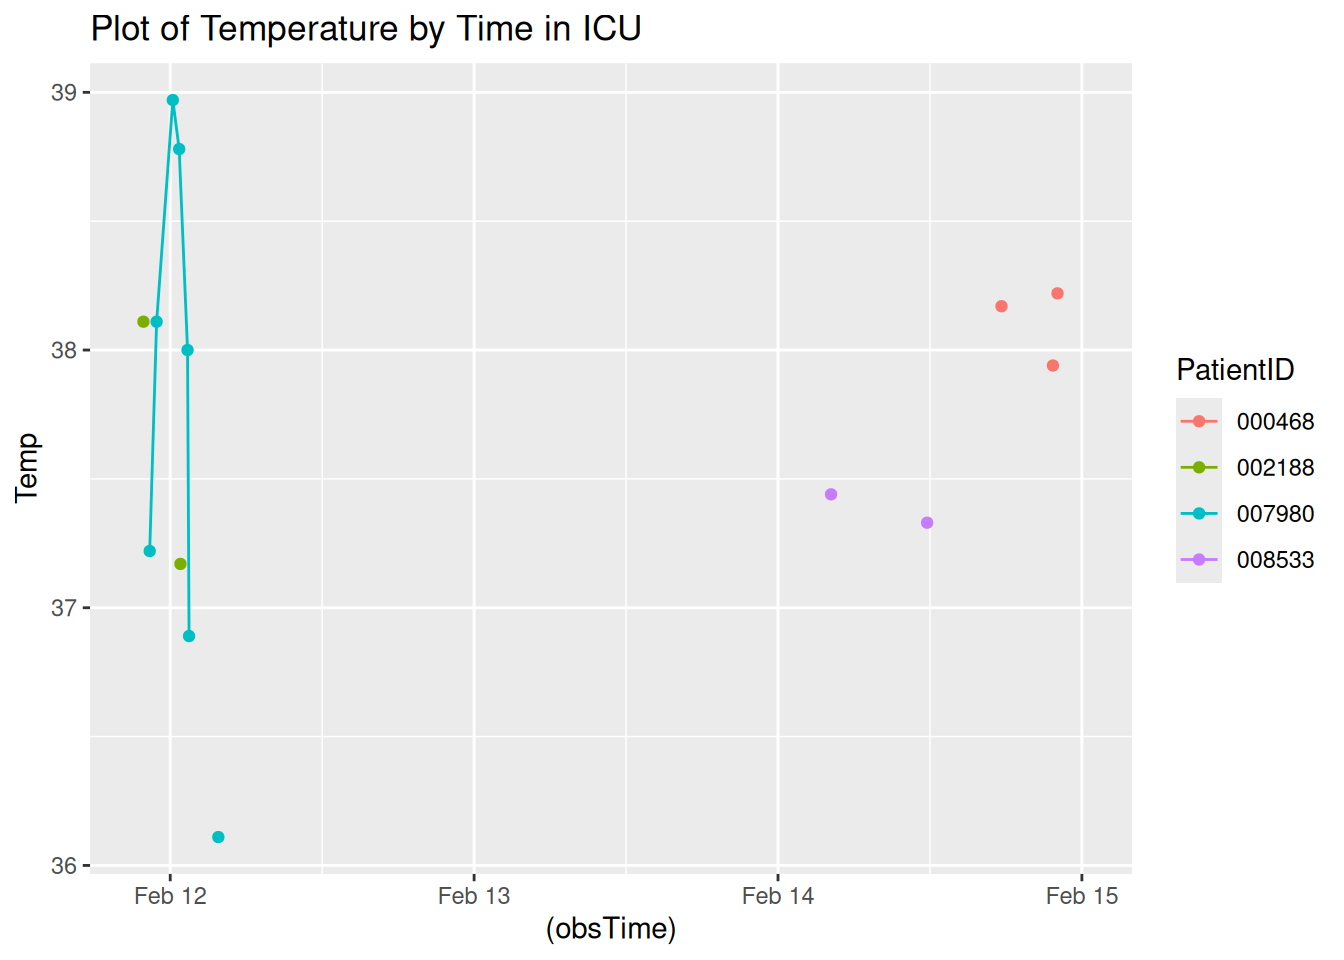 Plot of Temperature by Time in ICU
39
38
37
36
Temp
Feb 12
Feb 13
Feb 14
Feb 15
(obsTime)
PatientID
000468
002188
007980
008533